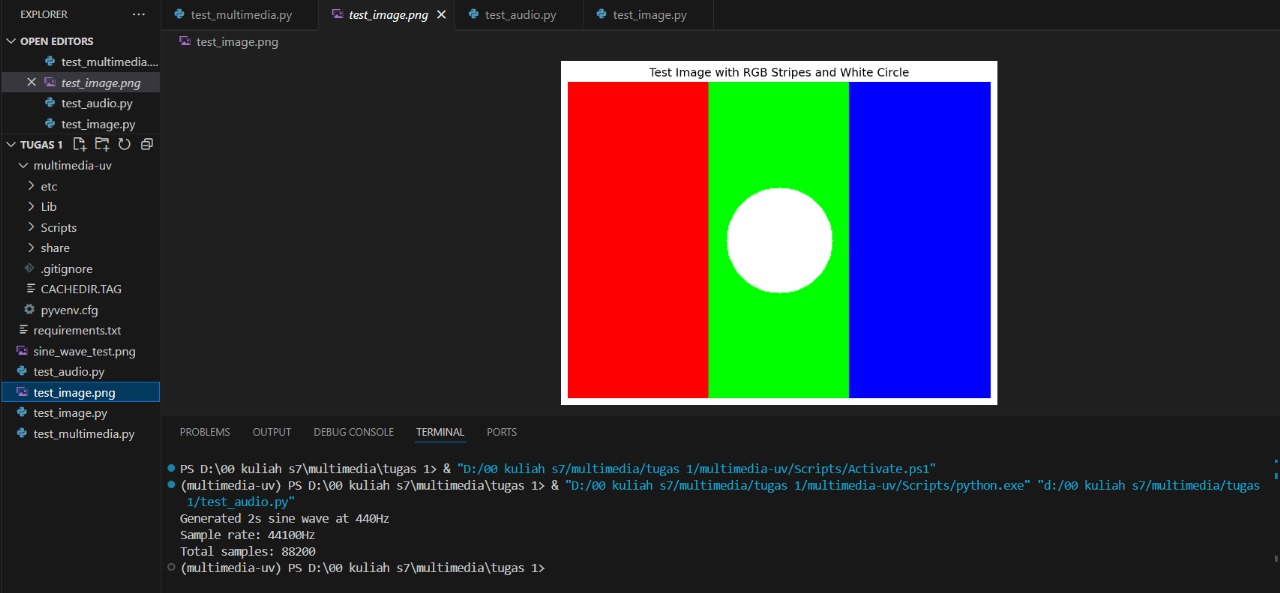 EXPLORER
OPEN EDITORS
test_multimedia....
test_image.png
test_audio.py
test_image.py
TUGAS 1
multimedia-uv
etc
Lib
Scripts
share
.gitignore
CACHEDIR.TAG
pyvenv.cfg
requirements.txt
sine_wave_test.png
test_audio.py
test_image.png
test_image.py
test_multimedia.py
test_multimedia.py
test_image.png
test_audio.py
test_image.py
test_image.png
Test Image with RGB Stripes and White Circle
PROBLEMS
OUTPUT
DEBUG CONSOLE
TERMINAL
PORTS
PS D:\00 kuliah s7\multimedia\tugas 1> & "D:/00 kuliah s7/multimedia/tugas 1/multimedia-uv/Scripts/Activate.ps1"
(multimedia-uv) PS D:\00 kuliah s7\multimedia\tugas 1> & "D:/00 kuliah s7/multimedia/tugas 1/multimedia-uv/Scripts/python.exe" "d:/00 kuliah s7/multimedia/tugas
1/test_audio.py"
Generated 2s sine wave at 440Hz
Sample rate: 44100Hz
Total samples: 88200
(multimedia-uv) PS D:\00 kuliah s7\multimedia\tugas 1>